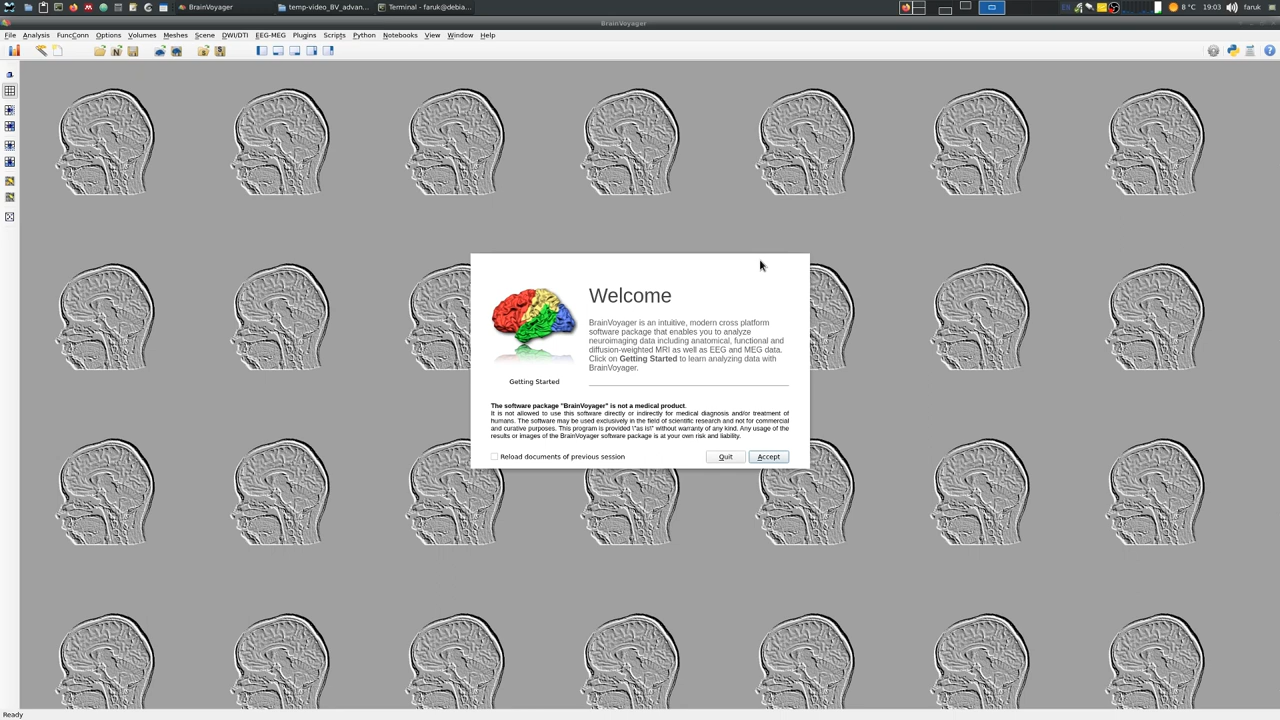 BrainVoyager
temp-video_BV_advan...
Terminal - faruk@debia...
8 °C
19:03
faruk
BrainVoyager
File Analysis FuncConn Options Volumes Meshes Scene DWI/DTI EEG-MEG Plugins Scripts Python Notebooks View Window Help
Welcome
BrainVoyager is an intuitive, modern cross platform
software package that enables you to analyze
neuroimaging data including anatomical, functional and
diffusion-weighted MRI as well as EEG and MEG data.
Click on Getting Started to learn analyzing data with
BrainVoyager.
Getting Started
The software package "BrainVoyager" is not a medical product.
It is not allowed to use this software directly or indirectly for medical diagnosis and/or treatment of
humans. The software may be used exclusively in the field of scientific research and not for commercial
and curative purposes. This program is provided \"as is\" without warranty of any kind. Any usage of the
results or images of the BrainVoyager software package is at your own risk and liability.
Reload documents of previous session
Quit
Accept
Ready